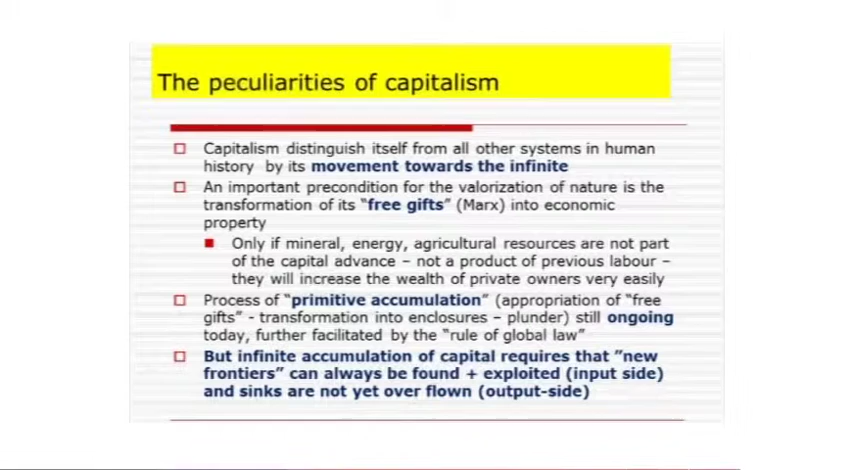 The peculiarities of capitalism
Capitalism distinguish itself from all other systems in human
history by its movement towards the infinite
An important precondition for the valorization of nature is the
transformation of its "free gifts" (Marx) into economic
property
Only if mineral, energy, agricultural resources are not part
of the capital advance – not a product of previous labour –
they will increase the wealth of private owners very easily
Process of "primitive accumulation" (appropriation of "free
gifts" - transformation into enclosures – plunder) still ongoing
today, further facilitated by the "rule of global law"
But infinite accumulation of capital requires that "new
frontiers" can always be found + exploited (input side)
and sinks are not yet over flown (output-side)